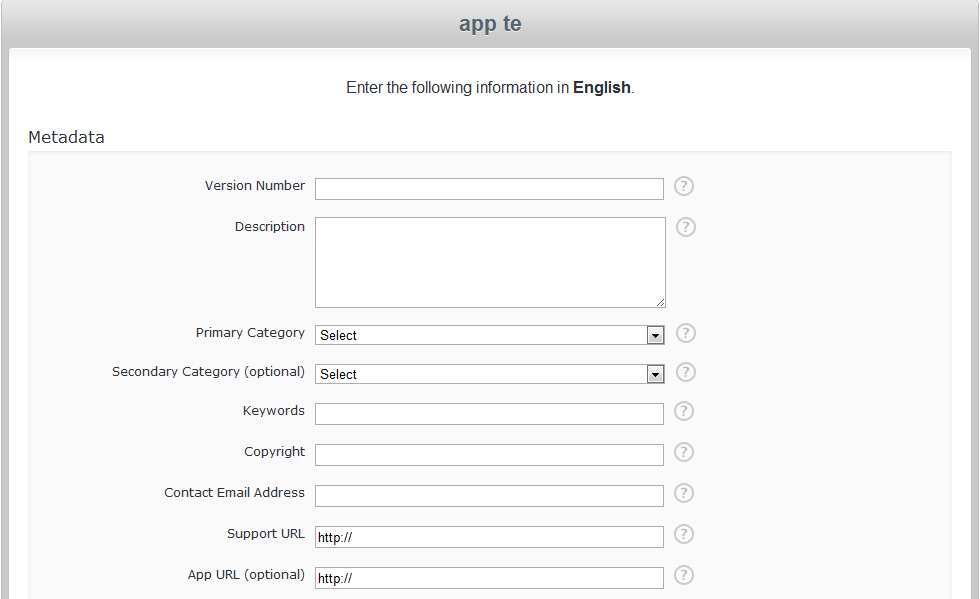 app te
Enter the following information in English.
Metadata
Version Number ?
Description ?
Primary Category Select ?
Secondary Category (optional) Select ?
Keywords ?
Copyright ?
Contact Email Address ?
Support URL http:// ?
App URL (optional) http:// ?